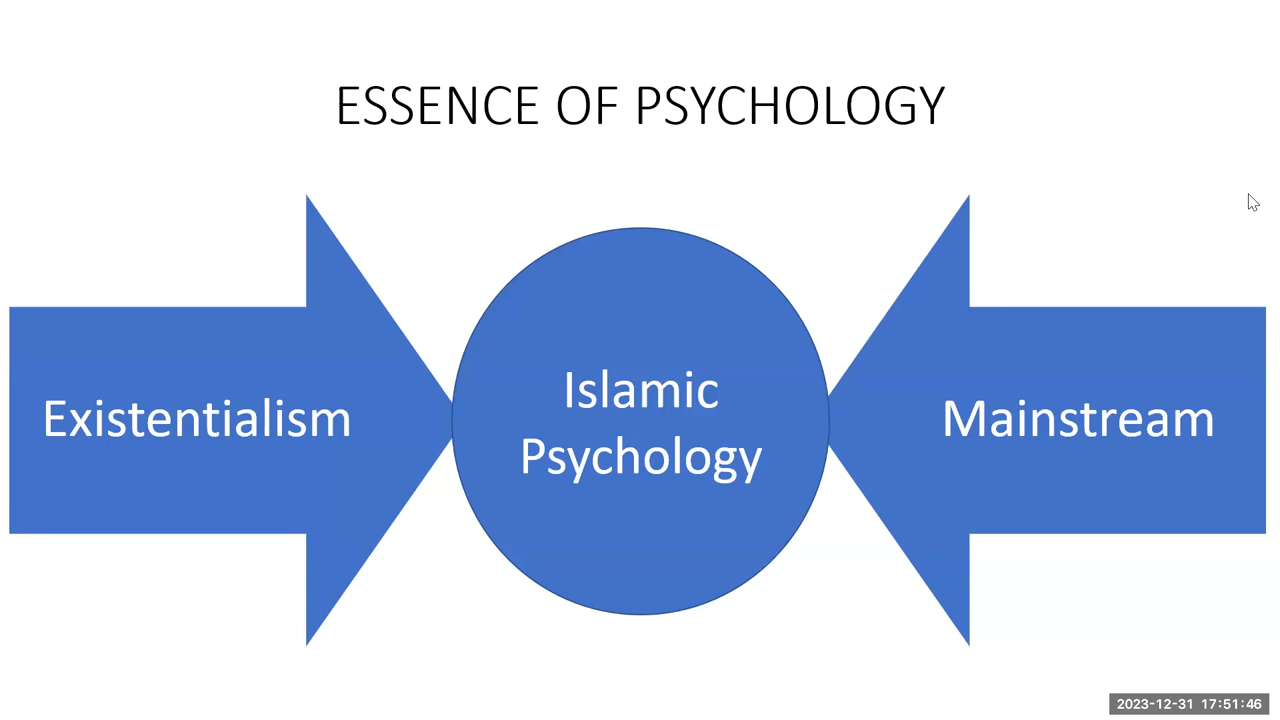 ESSENCE OF PSYCHOLOGY
Existentialism
Islamic
Psychology
Mainstream
2023-12-31 17:51:46